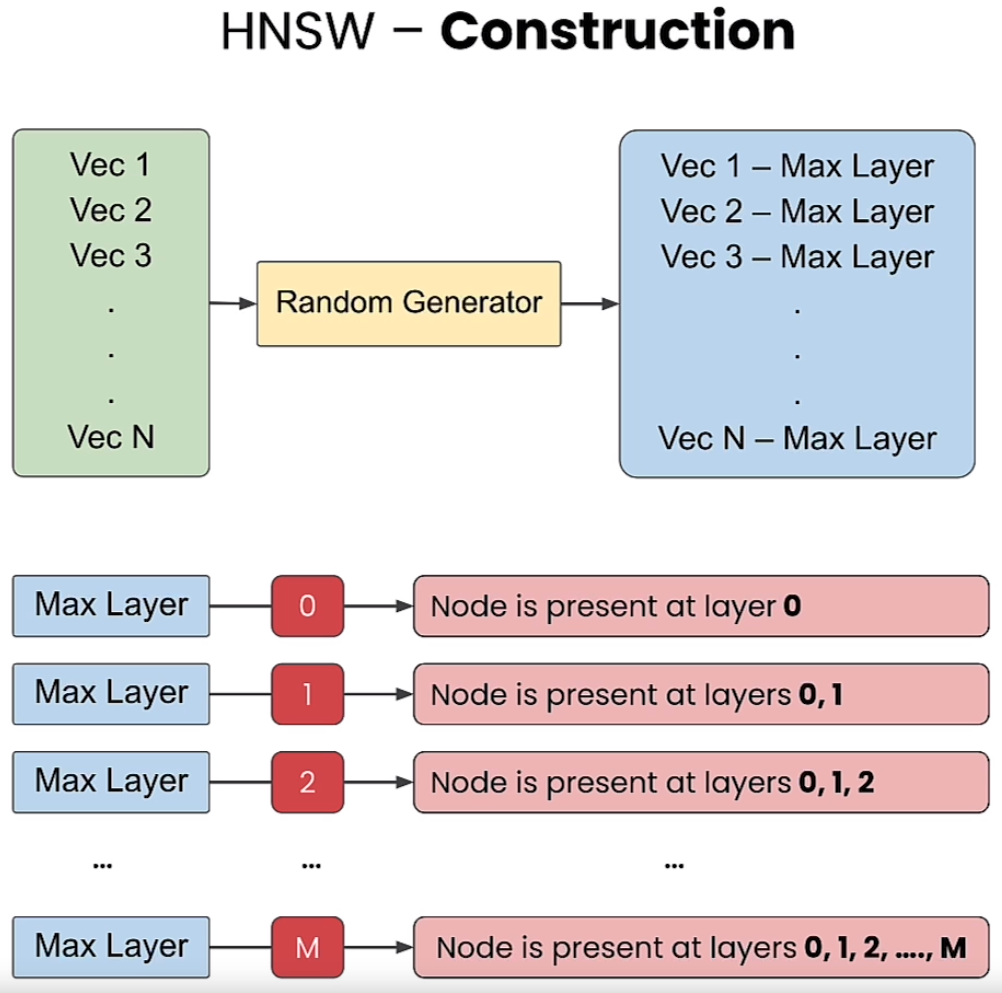 HNSW – Construction
Vec 1
Vec 2
Vec 3
.
.
.
Vec N
Random Generator
Vec 1 – Max Layer
Vec 2 – Max Layer
Vec 3 – Max Layer
.
.
.
Vec N – Max Layer
Max Layer 0 Node is present at layer 0
Max Layer 1 Node is present at layers 0, 1
Max Layer 2 Node is present at layers 0, 1, 2
... ... ...
Max Layer M Node is present at layers 0, 1, 2, ...., M